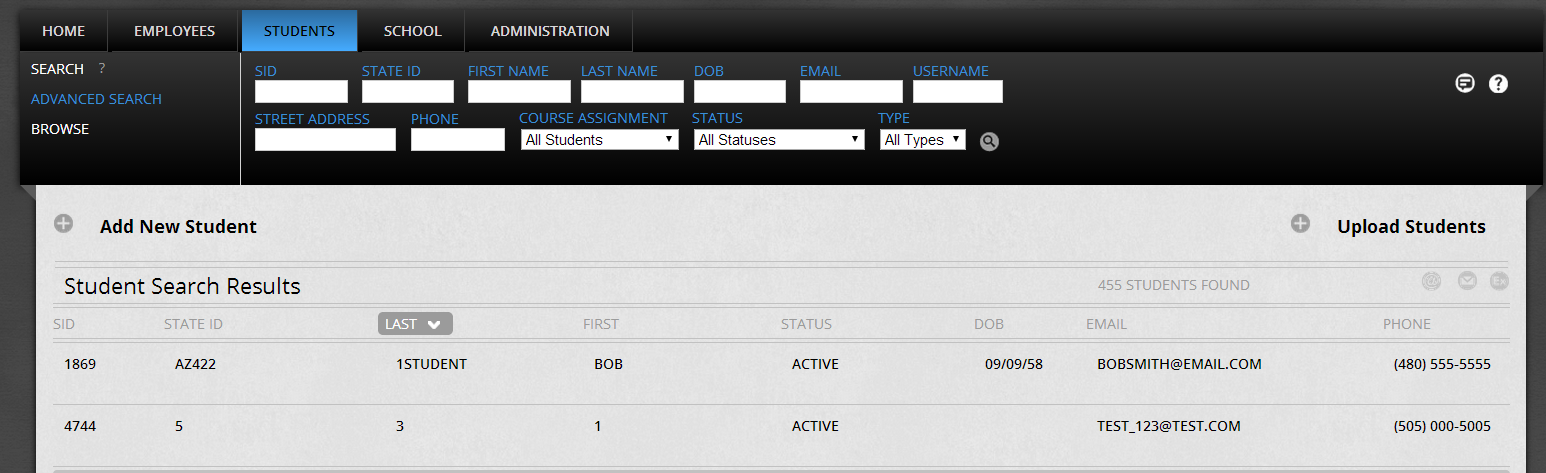 HOME EMPLOYEES STUDENTS SCHOOL ADMINISTRATION
SEARCH ?
ADVANCED SEARCH
BROWSE
SID STATE ID FIRST NAME LAST NAME DOB EMAIL USERNAME
STREET ADDRESS PHONE COURSE ASSIGNMENT STATUS TYPE
All Students All Statuses All Types
?
Add New Student Upload Students
Student Search Results 455 STUDENTS FOUND
SID STATE ID LAST FIRST STATUS DOB EMAIL PHONE
1869 AZ422 1STUDENT BOB ACTIVE 09/09/58 BOBSMITH@EMAIL.COM (480) 555-5555
4744 5 3 1 ACTIVE TEST_123@TEST.COM (505) 000-5005